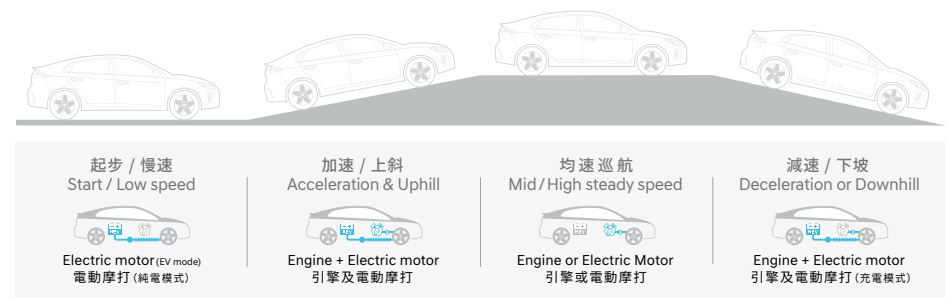 起步 / 慢速
Start / Low speed
Electric motor (EV mode)
電動摩打 (純電模式)
加速 / 上斜
Acceleration & Uphill
Engine + Electric motor
引擎及電動摩打
均速巡航
Mid / High steady speed
Engine or Electric Motor
引擎或電動摩打
減速 / 下坡
Deceleration or Downhill
Engine + Electric motor
引擎及電動摩打 (充電模式)